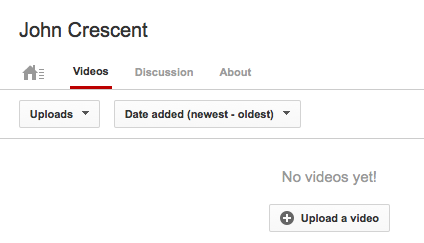 John Crescent
Videos Discussion About
Uploads Date added (newest - oldest)
No videos yet!
Upload a video